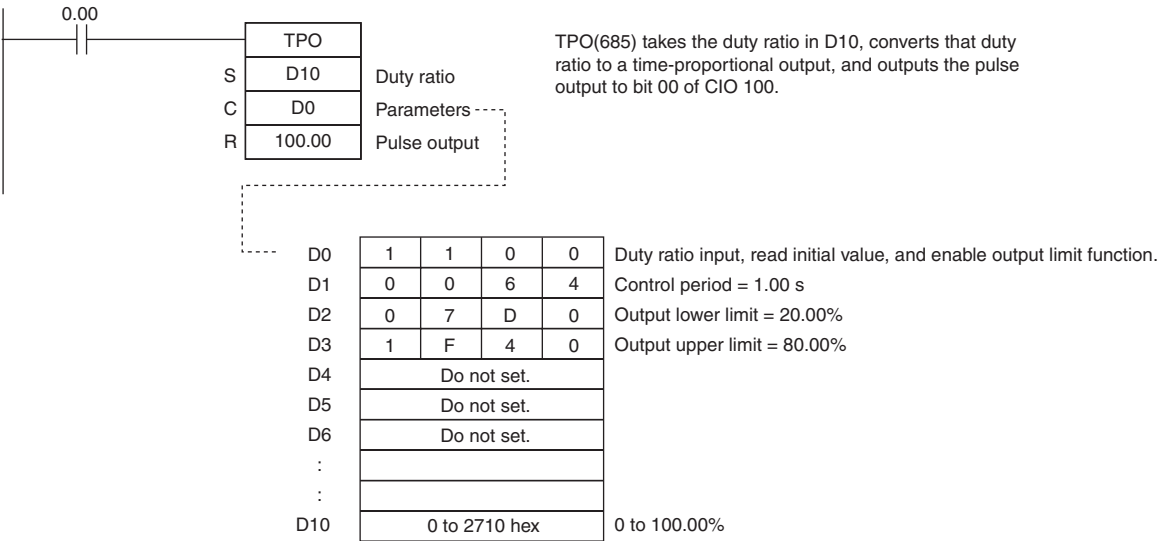 0.00
TPO
S D10 Duty ratio
C D0 Parameters
R 100.00 Pulse output
TPO(685) takes the duty ratio in D10, converts that duty
ratio to a time-proportional output, and outputs the pulse
output to bit 00 of CIO 100.
D0 1 1 0 0 Duty ratio input, read initial value, and enable output limit function.
D1 0 0 6 4 Control period = 1.00 s
D2 0 7 D 0 Output lower limit = 20.00%
D3 1 F 4 0 Output upper limit = 80.00%
D4 Do not set.
D5 Do not set.
D6 Do not set.
:
:
D10 0 to 2710 hex 0 to 100.00%